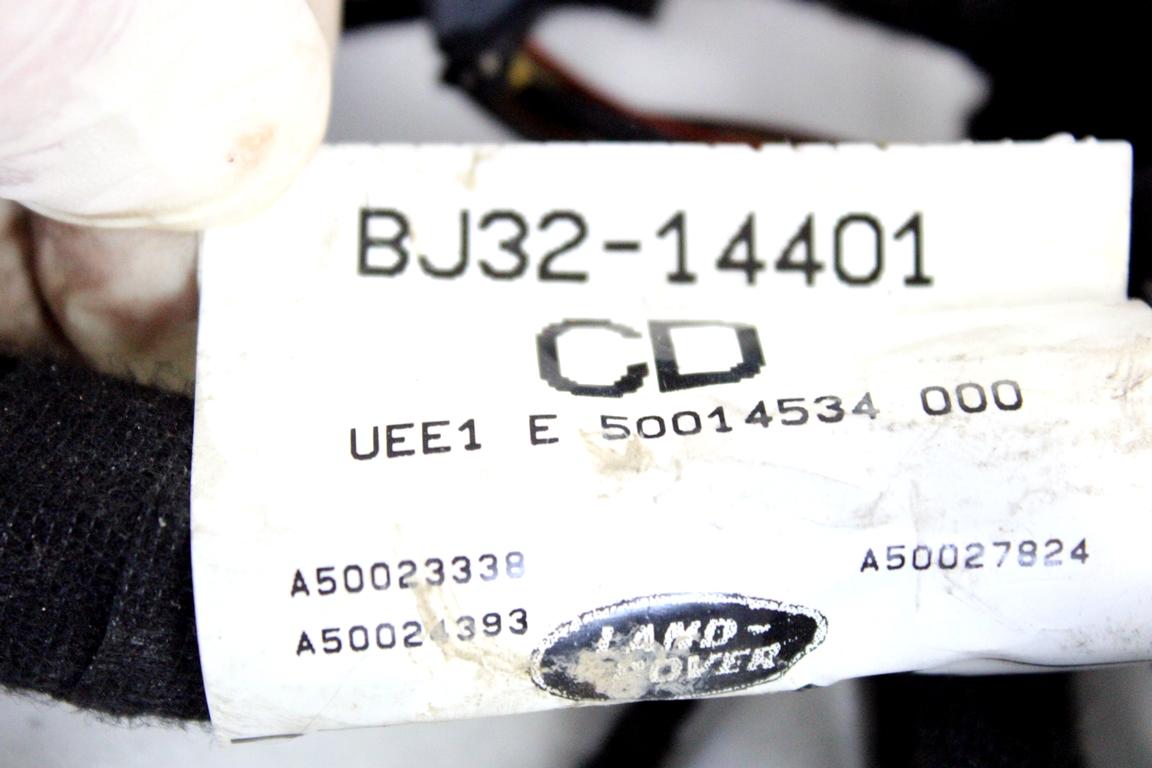 BJ32-14401
CD
UEE1 E 50014534 000
A50023338 A50027824
A50024393
LAND-
ROVER